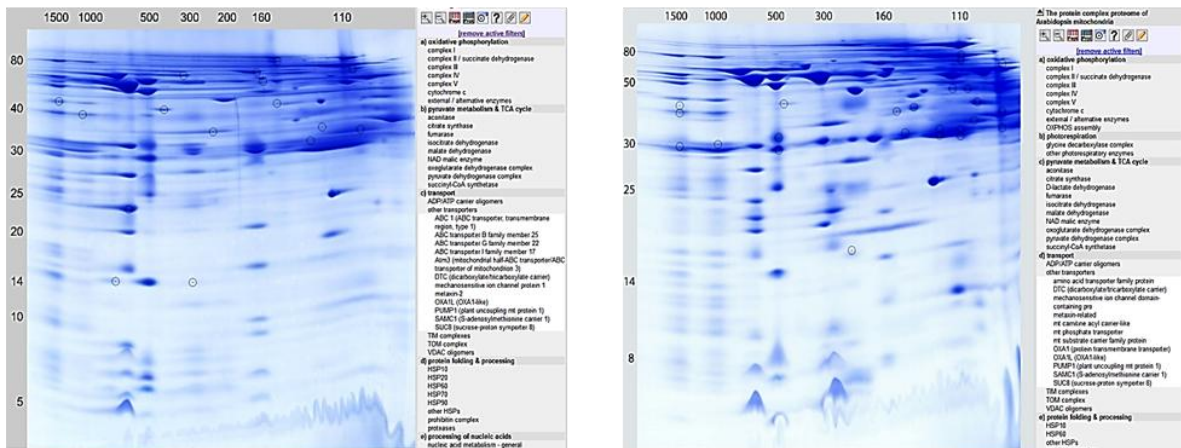 1500 1000 500 300 200 160 110
80
40
30
25
20
14
10
5
[remove active filters]
a) oxidative phosphorylation
complex I
complex II / succinate dehydrogenase
complex III
complex IV
complex V
cytochrome c
external / alternative enzymes
b) pyruvate metabolism & TCA cycle
aconitase
citrate synthase
fumarase
isocitrate dehydrogenase
malate dehydrogenase
NAD malic enzyme
oxoglutarate dehydrogenase complex
pyruvate dehydrogenase complex
succinyl-CoA synthetase
c) transport
ADP/ATP carrier oligomers
other transporters
ABC 1 (ABC transporter, transmembrane
region, type 1)
ABC transporter B family member 25
ABC transporter G family member 22
ABC transporter I family member 17
Atm3 (mitochondrial half-ABC transporter/ABC
transporter of mitochondrion 3)
DTC (dicarboxylate/tricarboxylate carrier)
mechanosensitive ion channel protein 1
metaxin-2
OXA1L (OXA1-like)
PUMP1 (plant uncoupling mt protein 1)
SAMC1 (S-adenosylmethionine carrier 1)
SUC8 (sucrose-proton symporter 8)
TIM complexes
TOM complex
VDAC oligomers
d) protein folding & processing
HSP10
HSP20
HSP60
HSP70
HSP90
other HSPs
prohibitin complex
proteases
e) processing of nucleic acids
nucleic acid metabolism - general
1500 1000 500 300 160 110
80
50
40
30
25
14
8
The protein complex proteome of
Arabidopsis mitochondria
[remove active filters]
a) oxidative phosphorylation
complex I
complex II / succinate dehydrogenase
complex III
complex IV
complex V
cytochrome c
external / alternative enzymes
OXPHOS assembly
b) photorespiration
glycine decarboxylase complex
other photorespiratory enzymes
c) pyruvate metabolism & TCA cycle
aconitase
citrate synthase
D-lactate dehydrogenase
fumarase
isocitrate dehydrogenase
malate dehydrogenase
NAD malic enzyme
oxoglutarate dehydrogenase complex
pyruvate dehydrogenase complex
succinyl-CoA synthetase
d) transport
ADP/ATP carrier oligomers
other transporters
amino acid transporter family protein
DTC (dicarboxylate/tricarboxylate carrier)
mechanosensitive ion channel domain-
containing pro
metaxin-related
mt carnitine acyl carrier-like
mt phosphate transporter
mt substrate carrier family protein
OXA1 (protein transmembrane transporter)
OXA1L (OXA1-like)
PUMP1 (plant uncoupling mt protein 1)
SAMC1 (S-adenosylmethionine carrier 1)
SUC8 (sucrose-proton symporter 8)
TIM complexes
TOM complex
VDAC oligomers
e) protein folding & processing
HSP10
HSP60
other HSPs